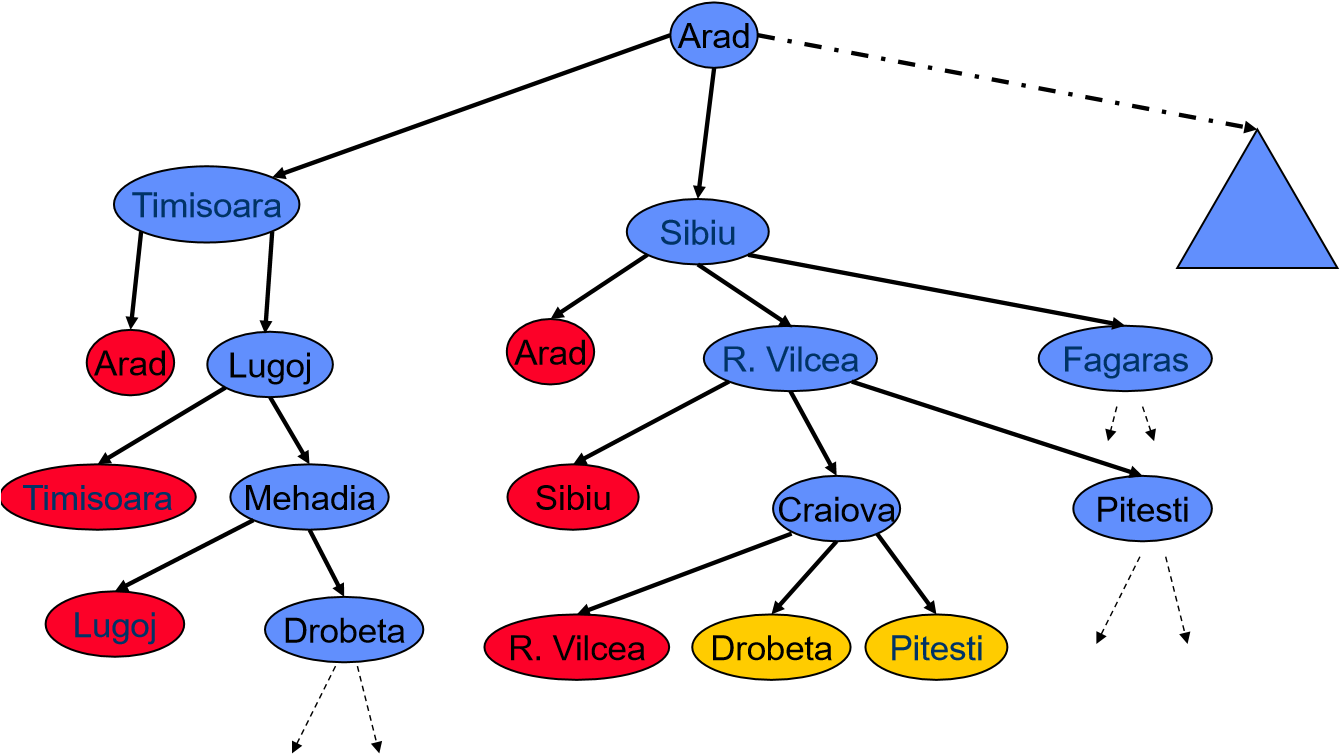 Arad
Timisoara
Sibiu
Arad
Lugoj
Arad
R. Vilcea
Fagaras
Timisoara
Mehadia
Sibiu
Craiova
Pitesti
Lugoj
Drobeta
R. Vilcea
Drobeta
Pitesti